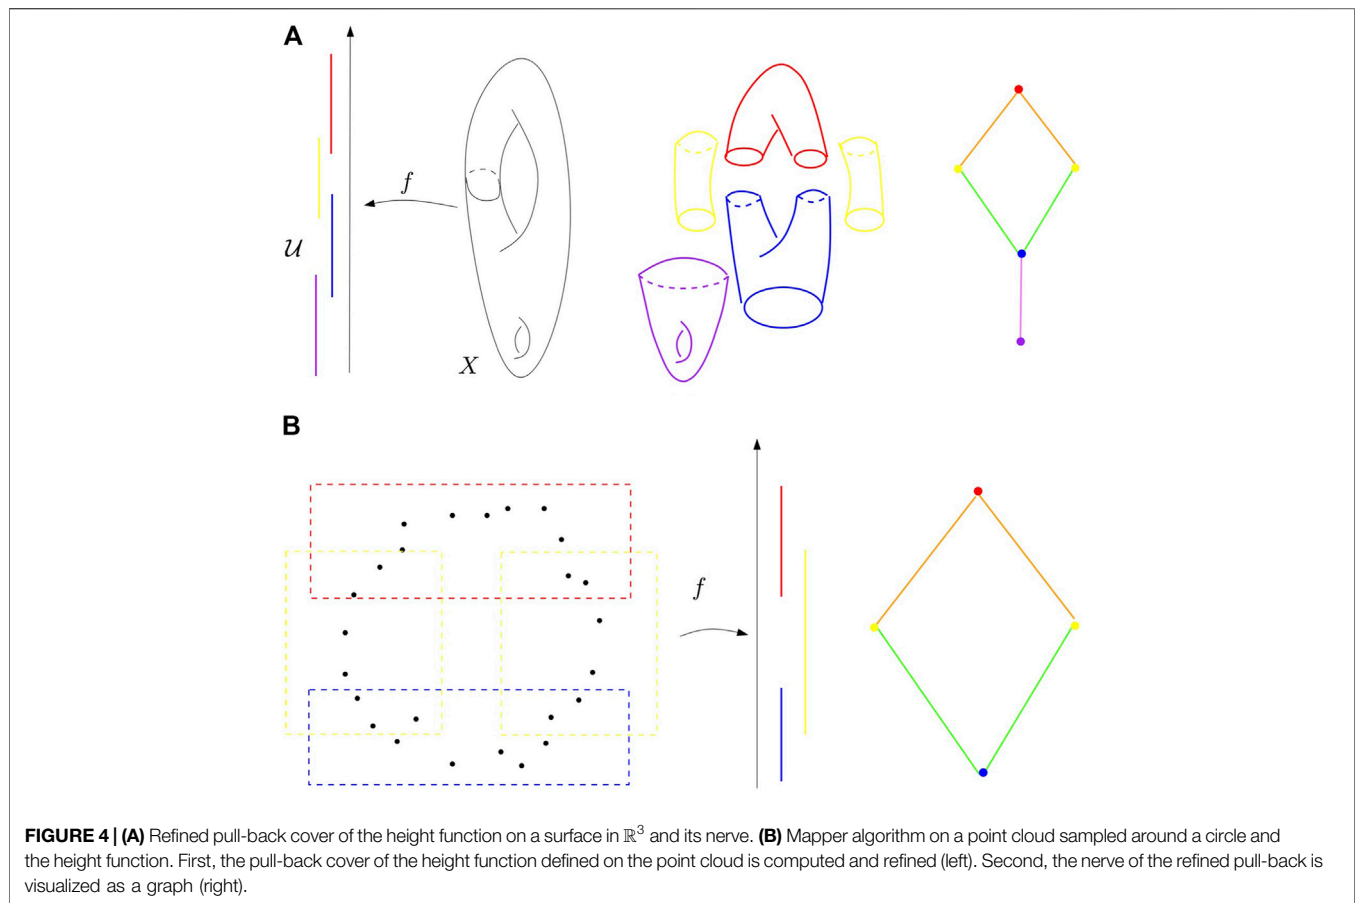 A
f
𝒰
X
B
f
FIGURE 4 | (A) Refined pull-back cover of the height function on a surface in ℝ³ and its nerve. (B) Mapper algorithm on a point cloud sampled around a circle and
the height function. First, the pull-back cover of the height function defined on the point cloud is computed and refined (left). Second, the nerve of the refined pull-back is
visualized as a graph (right).